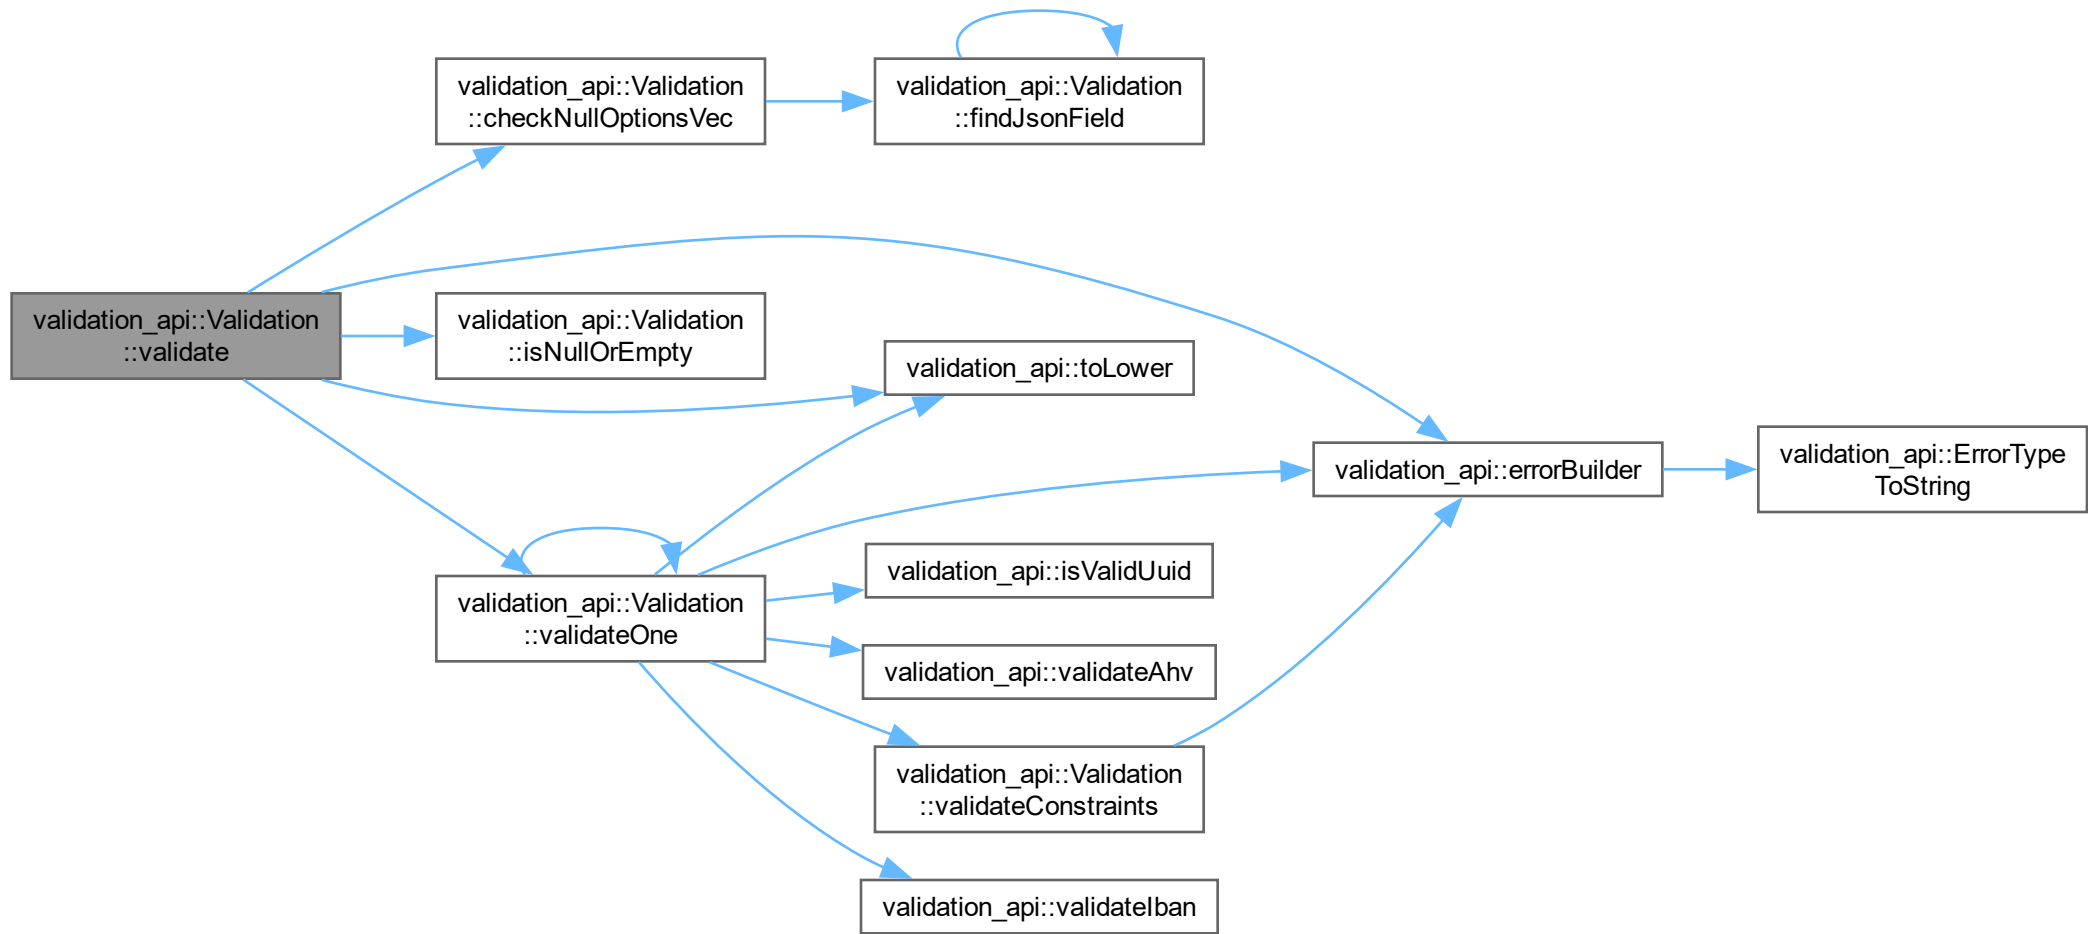 validation_api::Validation
::checkNullOptionsVec
validation_api::Validation
::findJsonField
validation_api::Validation
::validate
validation_api::Validation
::isNullOrEmpty
validation_api::toLower
validation_api::errorBuilder
validation_api::ErrorType
ToString
validation_api::Validation
::validateOne
validation_api::isValidUuid
validation_api::validateAhv
validation_api::Validation
::validateConstraints
validation_api::validateIban